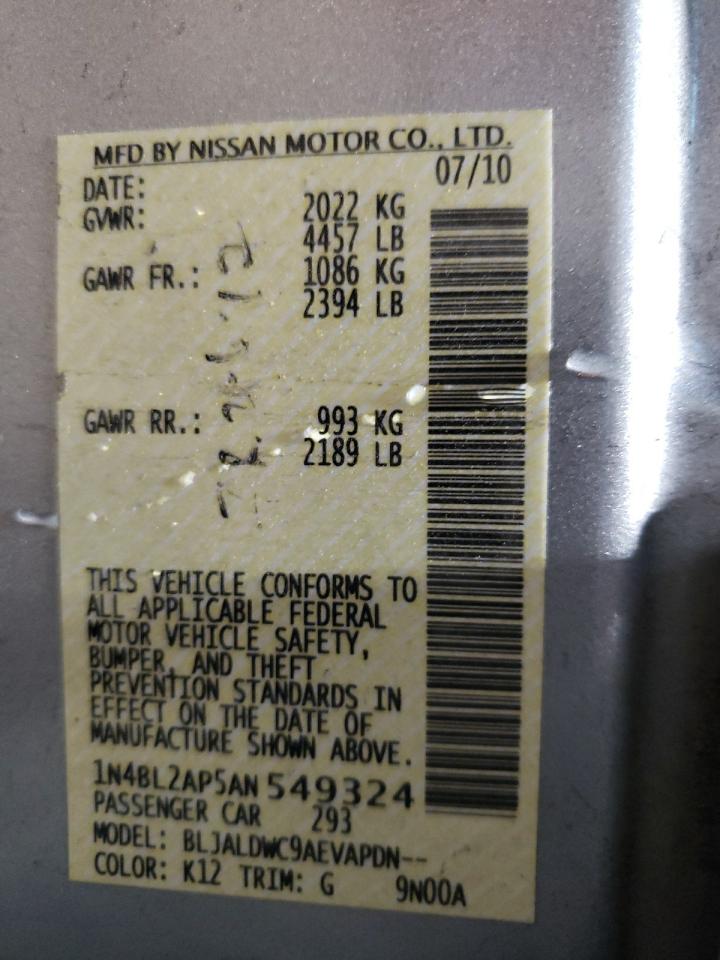 MFD BY NISSAN MOTOR CO., LTD.
DATE: 07/10
GVWR: 2022 KG
4457 LB
GAWR FR.: 1086 KG
2394 LB
GAWR RR.: 993 KG
2189 LB
THIS VEHICLE CONFORMS TO
ALL APPLICABLE FEDERAL
MOTOR VEHICLE SAFETY,
BUMPER, AND THEFT
PREVENTION STANDARDS IN
EFFECT ON THE DATE OF
MANUFACTURE SHOWN ABOVE.
1N4BL2AP5AN 549324
PASSENGER CAR 293
MODEL: BLJALDWC9AEVAPDN--
COLOR: K12 TRIM: G 9N00A